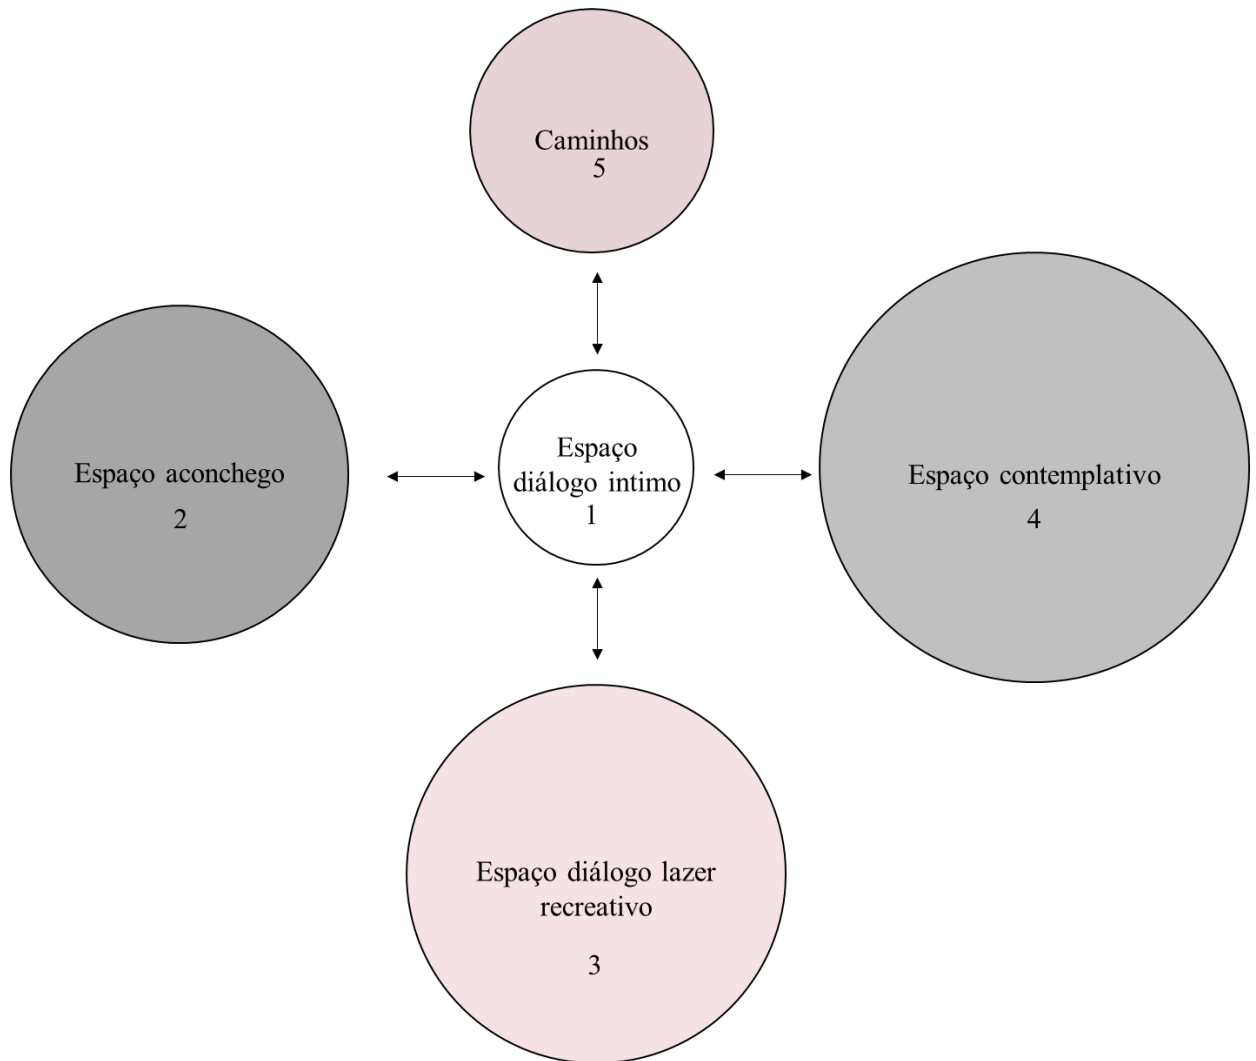 Caminhos
5
Espaço aconchego
2
Espaço
diálogo intimo
1
Espaço contemplativo
4
Espaço diálogo lazer
recreativo
3